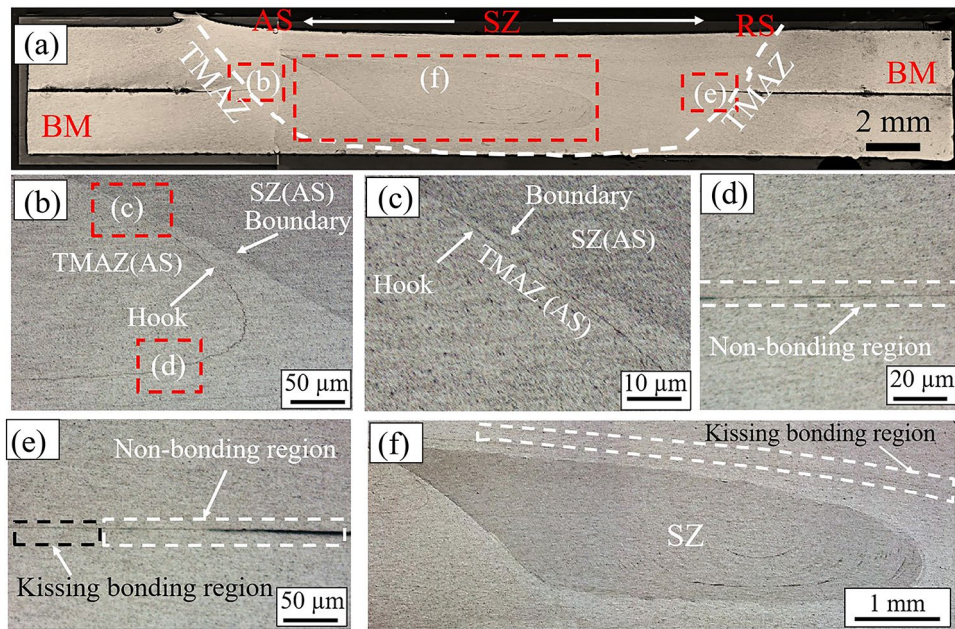 (a)
AS
SZ
RS
TMAZ
(b)
(f)
(e)
TMAZ
BM
BM
2 mm
(b)
(c)
SZ(AS)
Boundary
TMAZ(AS)
Hook
(d)
50 µm
(c)
Boundary
SZ(AS)
Hook
TMAZ (AS)
10 µm
(d)
Non-bonding region
20 µm
(e)
Non-bonding region
Kissing bonding region
50 µm
(f)
Kissing bonding region
SZ
1 mm